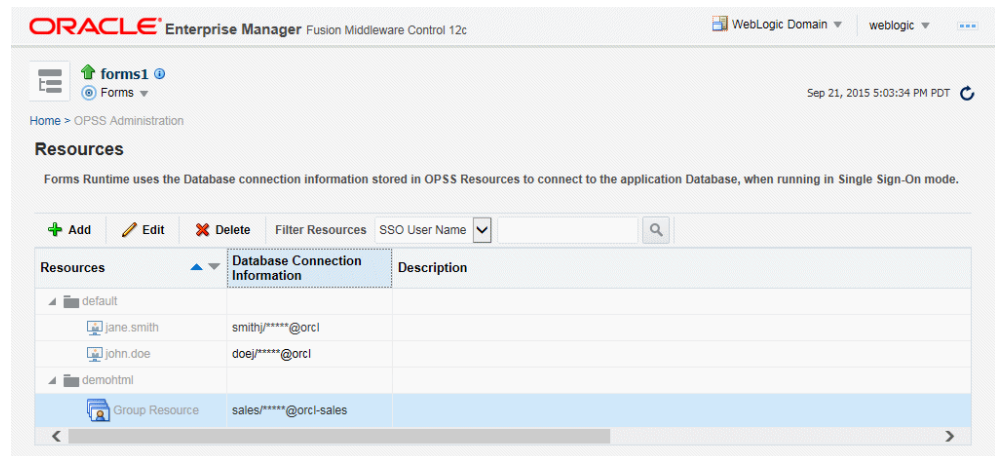 ORACLE Enterprise Manager Fusion Middleware Control 12c
WebLogic Domain
weblogic
forms1
Forms
Sep 21, 2015 5:03:34 PM PDT
Home > OPSS Administration
Resources
Forms Runtime uses the Database connection information stored in OPSS Resources to connect to the application Database, when running in Single Sign-On mode.
Add Edit Delete Filter Resources SSO User Name
Resources Database Connection Information Description
default
jane.smith smithj/*****@orcl
john.doe doej/*****@orcl
demohtml
Group Resource sales/*****@orcl-sales